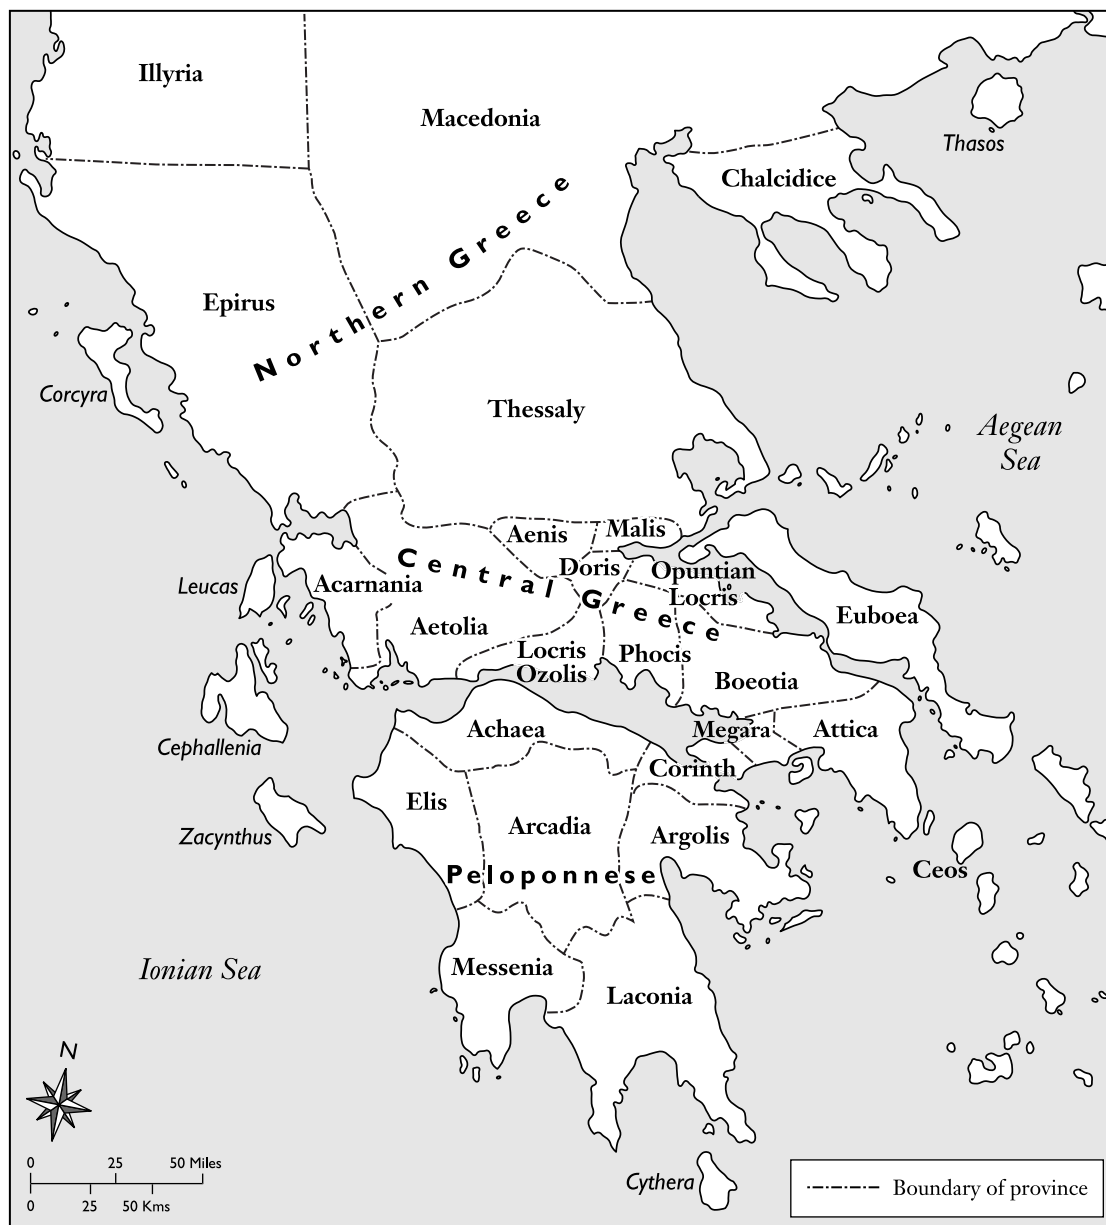 Illyria
Macedonia
Thasos
Chalcidice
Northern Greece
Epirus
Corcyra
Thessaly
Aegean
Sea
Aenis
Malis
Central Greece
Doris
Opuntian
Locris
Leucas
Acarnania
Aetolia
Euboea
Locris
Ozolis
Phocis
Boeotia
Achaea
Megara
Attica
Cephallenia
Corinth
Elis
Arcadia
Argolis
Zacynthus
Peloponnese
Ceos
Ionian Sea
Messenia
Laconia
N
0 25 50 Miles
0 25 50 Kms
Cythera
Boundary of province